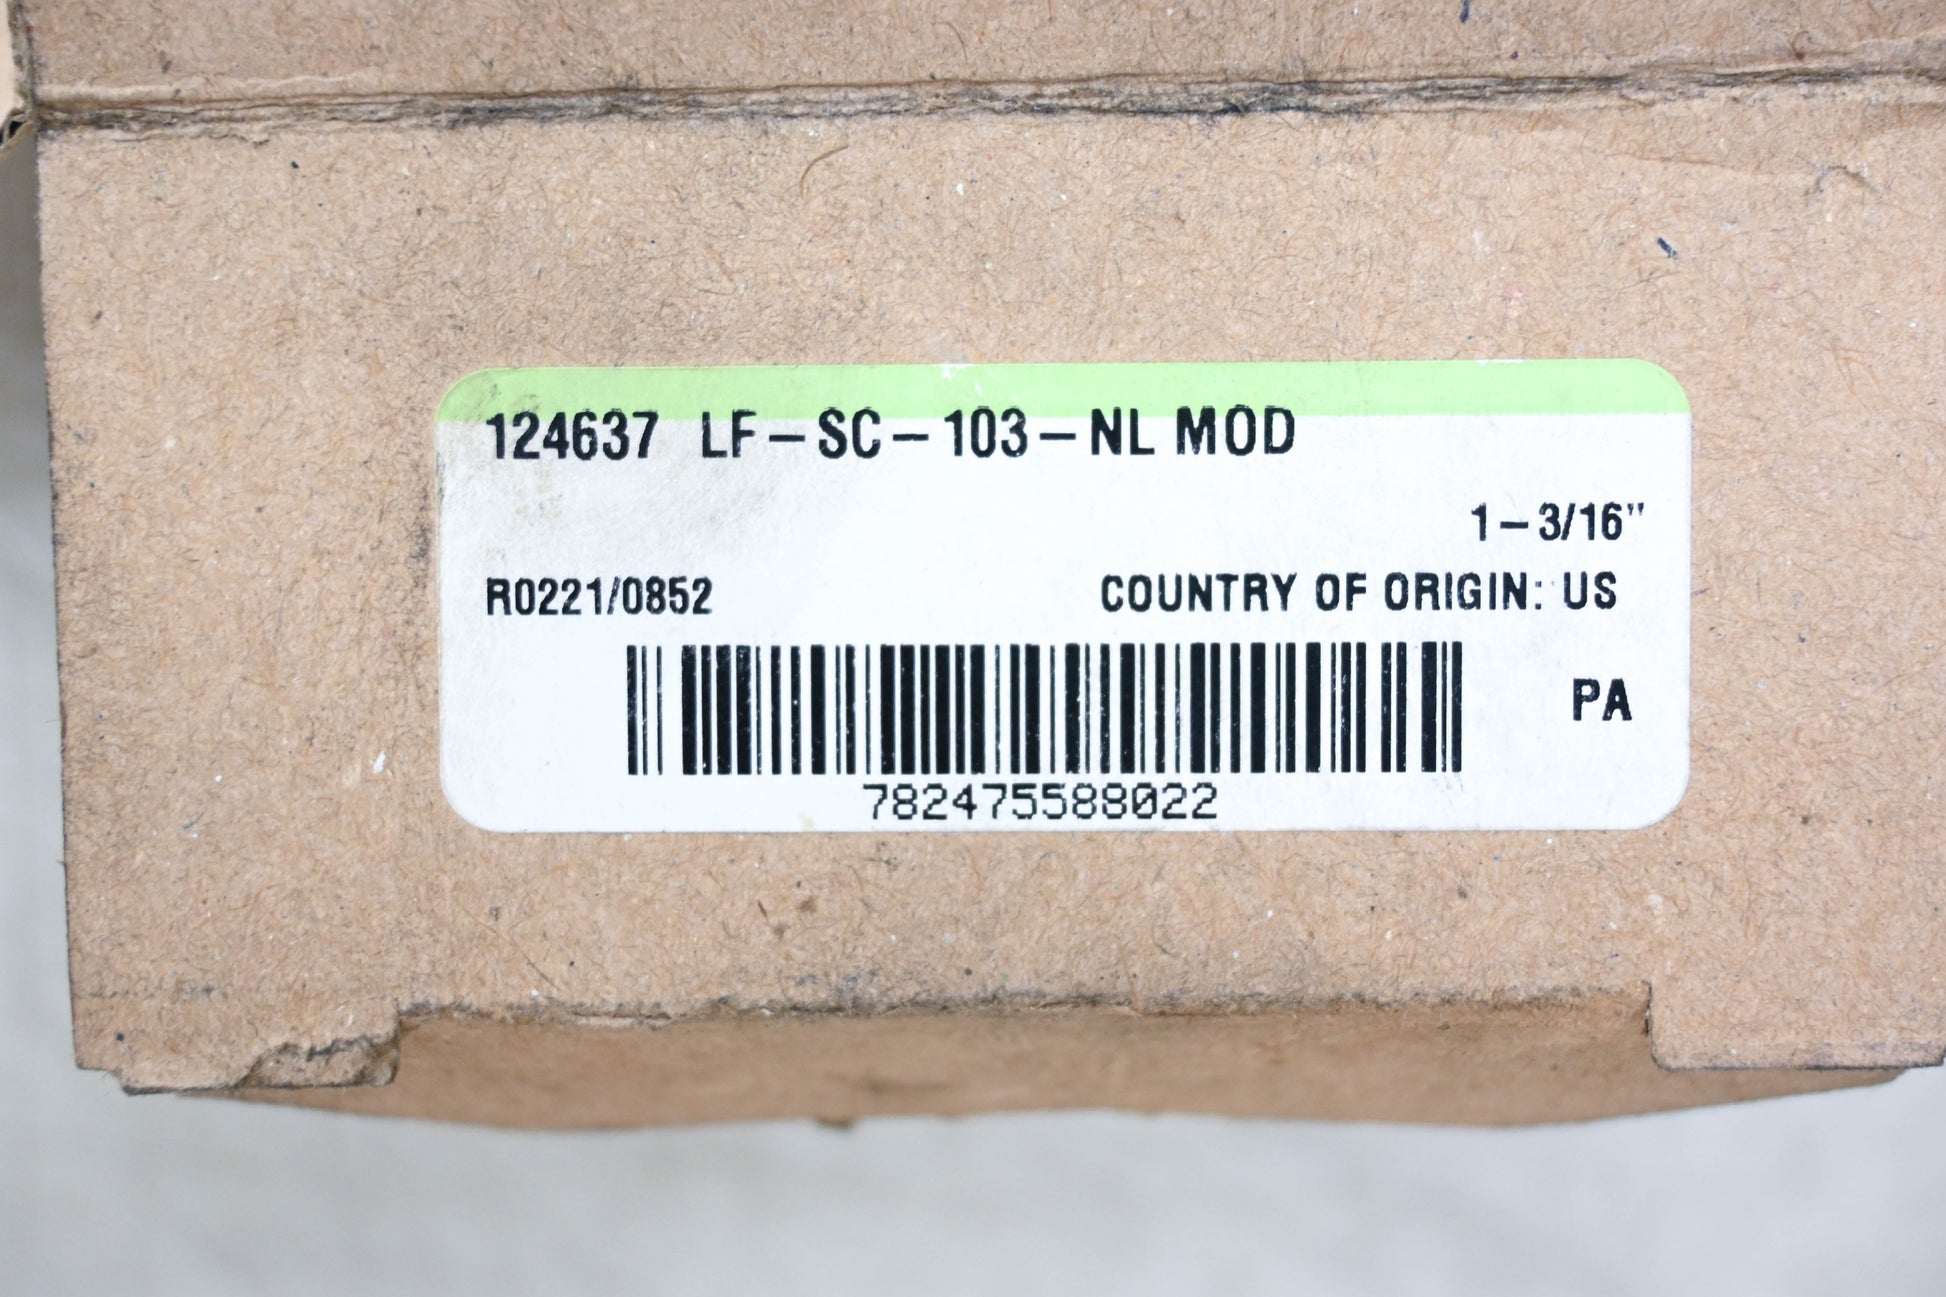 124637 LF-SC-103-NL MOD
1-3/16"
R0221/0852 COUNTRY OF ORIGIN: US
PA
782475588022